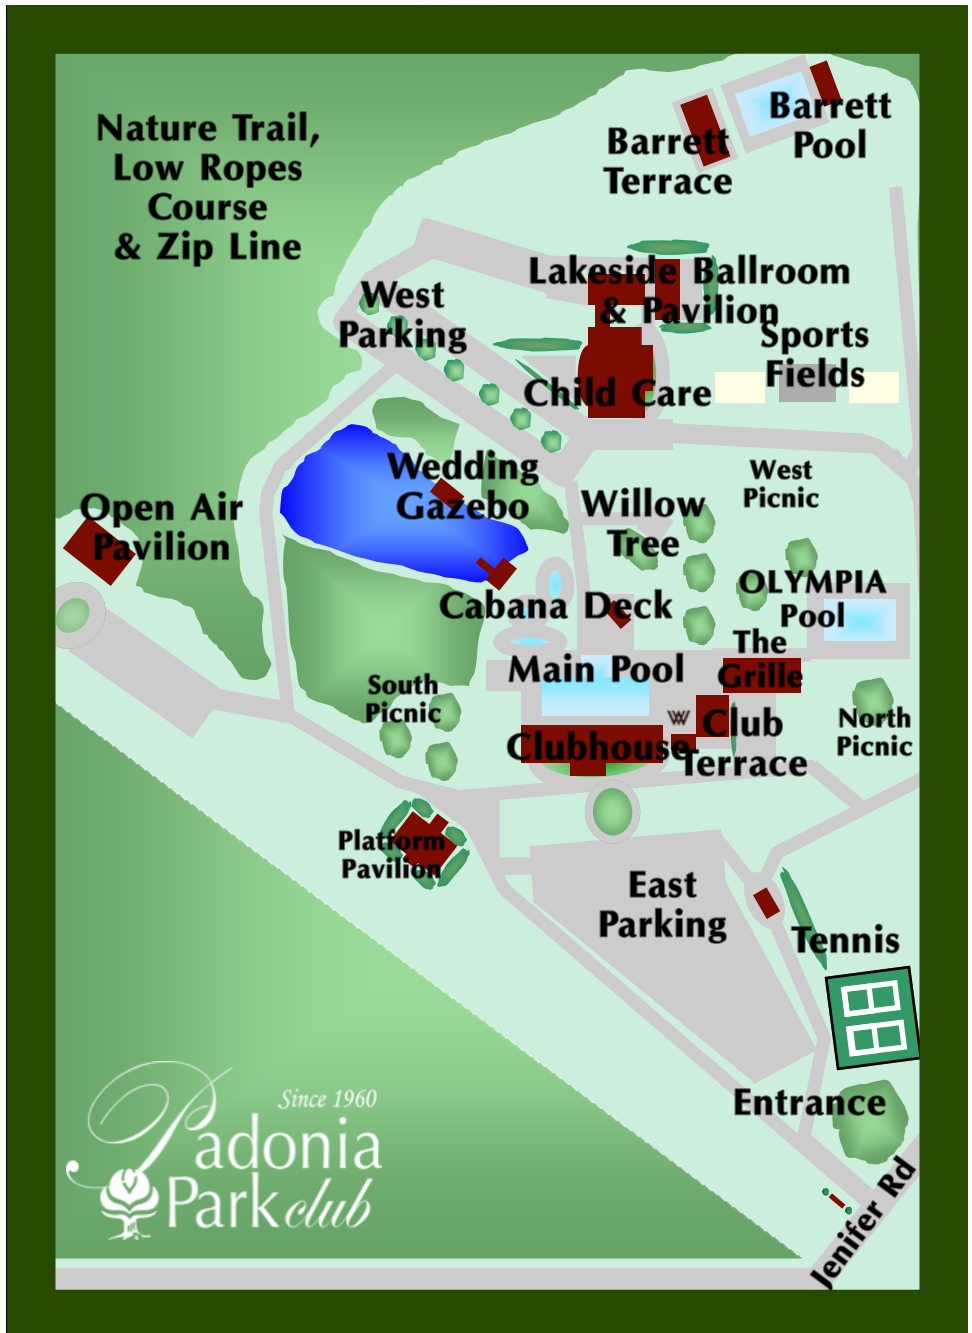 Nature Trail,
Low Ropes
Course
& Zip Line
Barrett
Pool
Barrett
Terrace
Lakeside Ballroom
& Pavilion
West
Parking
Sports
Fields
Child Care
Wedding
Gazebo
West
Picnic
Open Air
Pavilion
Willow
Tree
OLYMPIA
Pool
Cabana Deck
The
Grille
Main Pool
South
Picnic
Club
Terrace
North
Picnic
Clubhouse
Platform
Pavilion
East
Parking
Tennis
Entrance
Jenifer Rd
Since 1960
Padonia
Park club